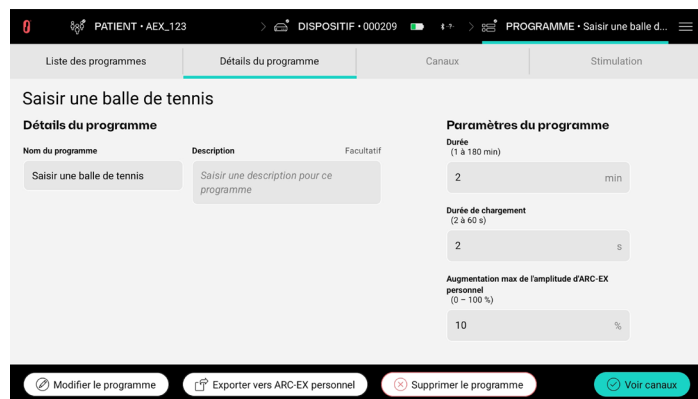 PATIENT • AEX_123 > DISPOSITIF • 000209 -?- > PROGRAMME • Saisir une balle d...
Liste des programmes Détails du programme Canaux Stimulation
Saisir une balle de tennis
Détails du programme
Nom du programme Description Facultatif
Saisir une balle de tennis Saisir une description pour ce
programme
Paramètres du programme
Durée
(1 à 180 min)
2 min
Durée de chargement
(2 à 60 s)
2 s
Augmentation max de l'amplitude d'ARC-EX
personnel
(0 – 100 %)
10 %
Modifier le programme Exporter vers ARC-EX personnel Supprimer le programme Voir canaux